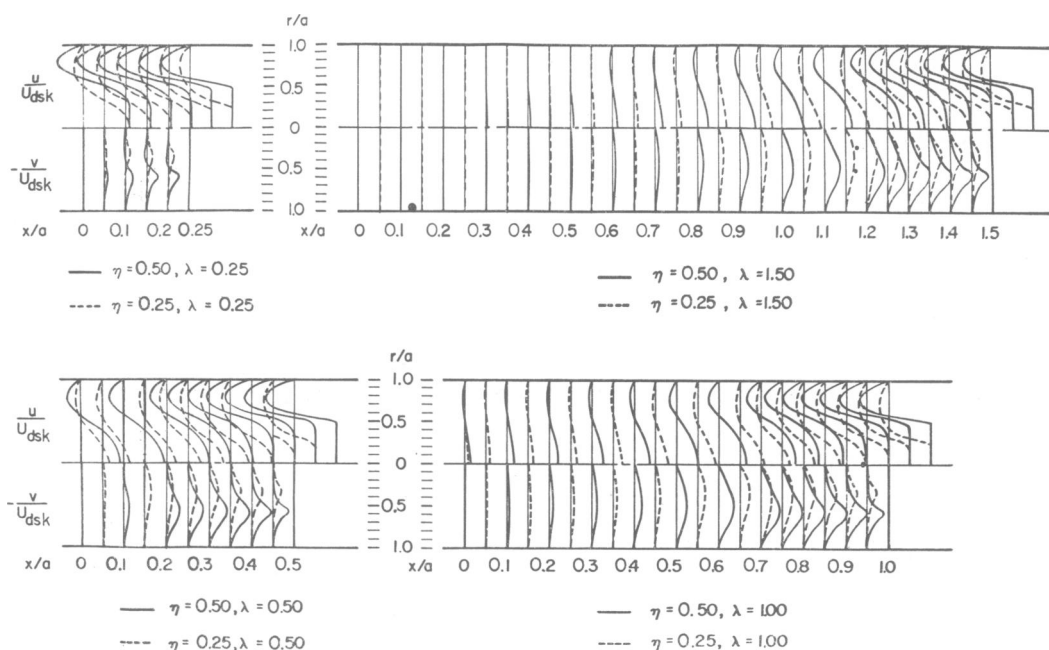 r/a
1.0
0.5
0
0.5
1.0
u/U_dsk
-v/U_dsk
x/a 0 0.1 0.2 0.25
x/a 0 0.1 0.2 0.3 0.4 0.5 0.6 0.7 0.8 0.9 1.0 1.1 1.2 1.3 1.4 1.5
η = 0.50, λ = 0.25
η = 0.25, λ = 0.25
η = 0.50, λ = 1.50
η = 0.25, λ = 1.50
r/a
1.0
0.5
0
0.5
1.0
u/U_dsk
-v/U_dsk
x/a 0 0.1 0.2 0.3 0.4 0.5
x/a 0 0.1 0.2 0.3 0.4 0.5 0.6 0.7 0.8 0.9 1.0
η = 0.50, λ = 0.50
η = 0.25, λ = 0.50
η = 0.50, λ = 1.00
η = 0.25, λ = 1.00